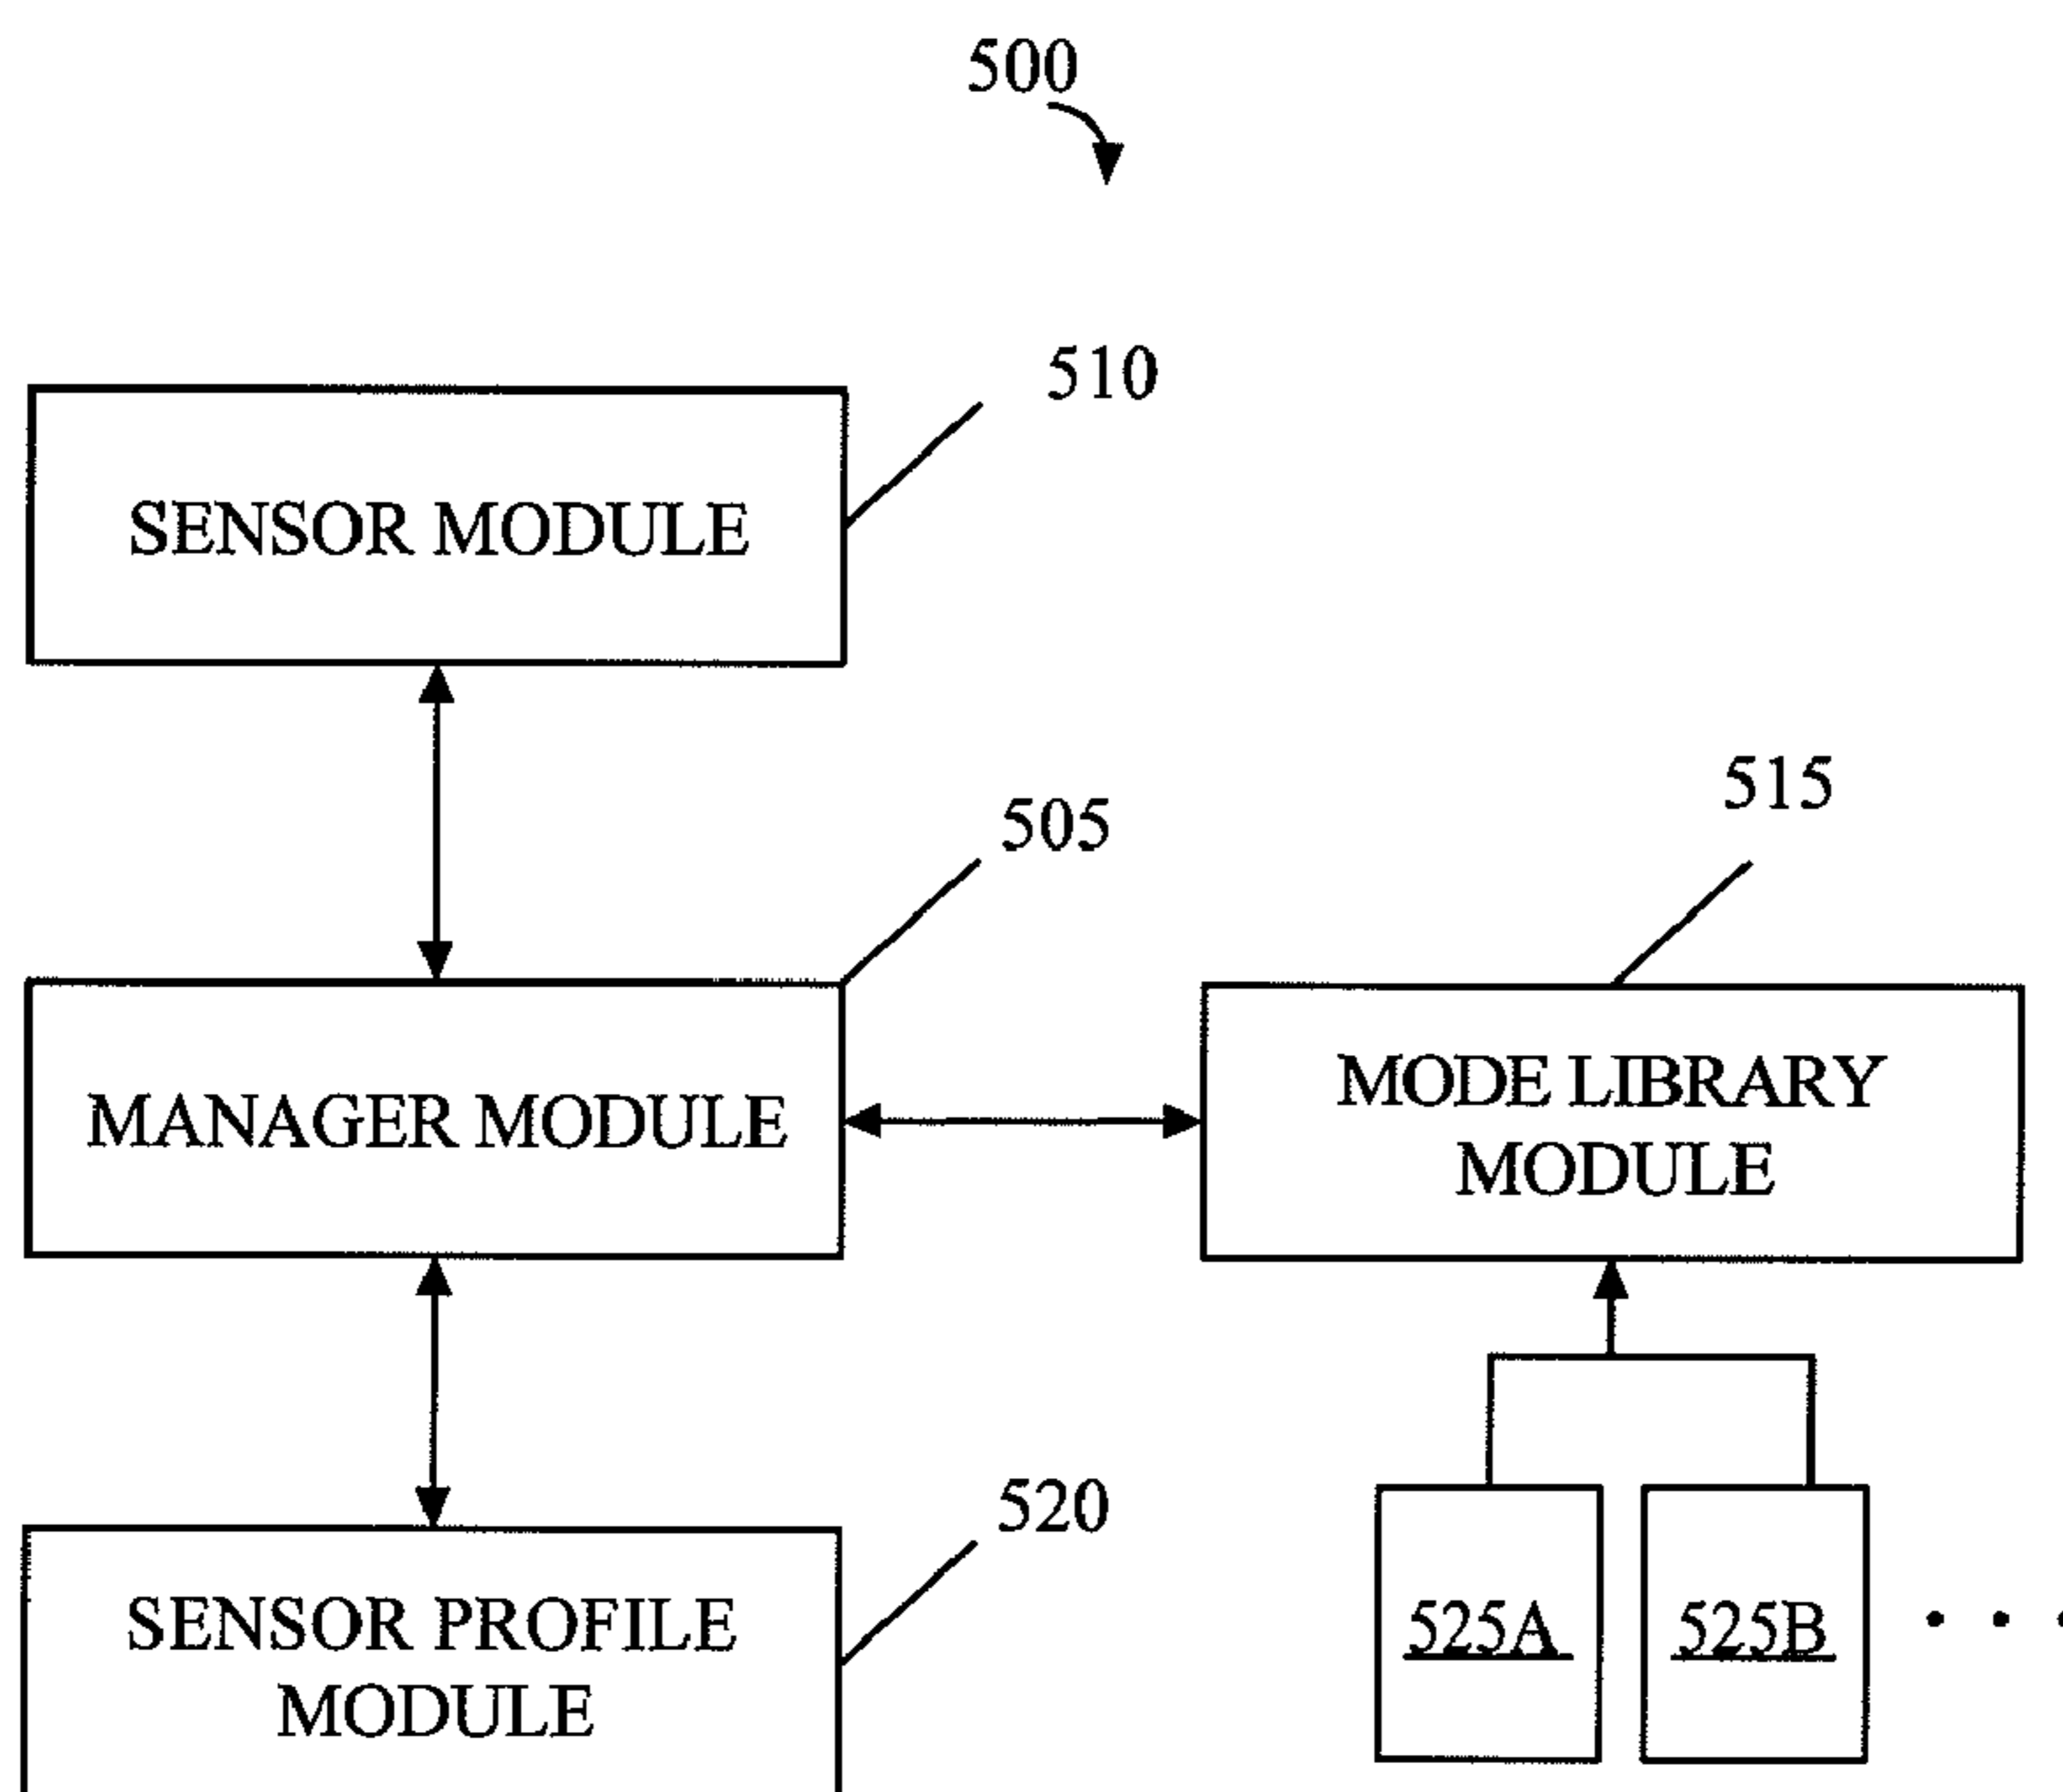 500
510
SENSOR MODULE
505
515
MANAGER MODULE
MODE LIBRARY
MODULE
520
SENSOR PROFILE
MODULE
525A
525B
. . .